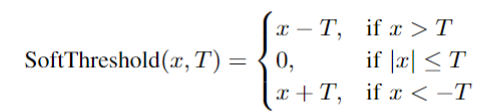 x − T, if x > T
SoftThreshold(x, T) = { 0, if |x| ≤ T
x + T, if x < −T